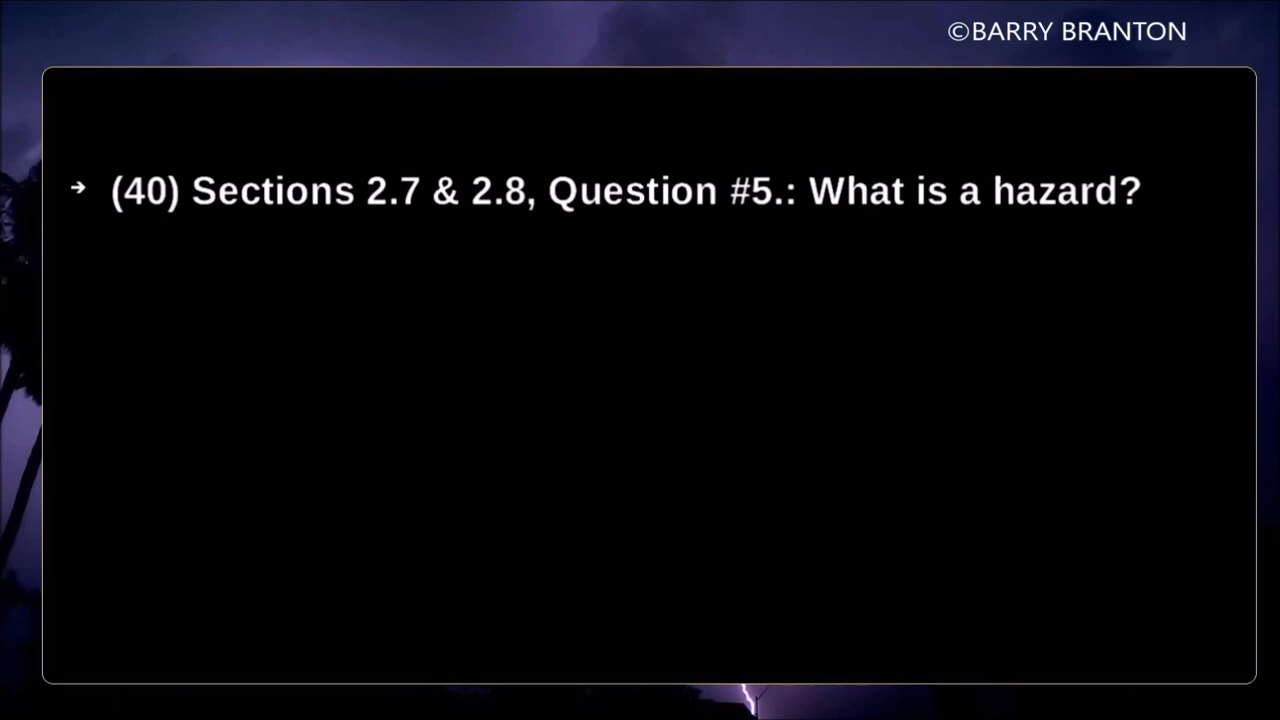 ©BARRY BRANTON
➔ (40) Sections 2.7 & 2.8, Question #5.: What is a hazard?